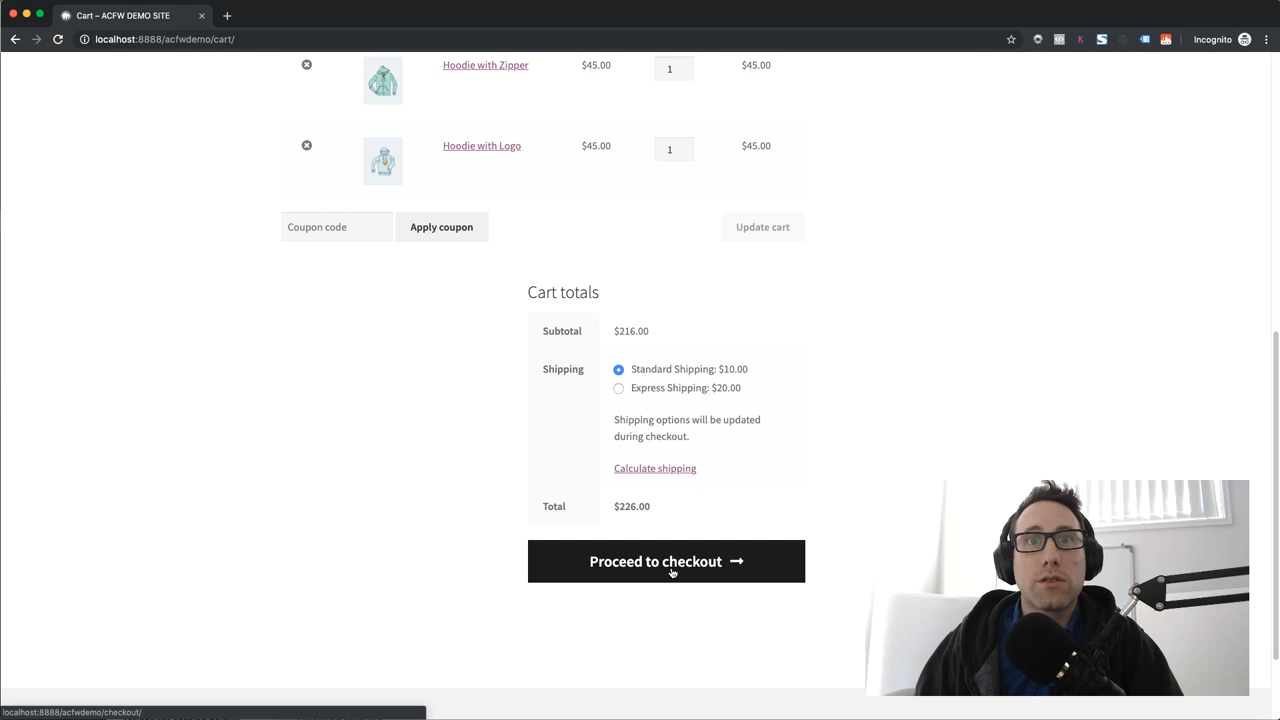 Cart – ACFW DEMO SITE
localhost:8888/acfwdemo/cart/
Incognito
Hoodie with Zipper $45.00 1 $45.00
Hoodie with Logo $45.00 1 $45.00
Coupon code Apply coupon Update cart
Cart totals
Subtotal $216.00
Shipping Standard Shipping: $10.00
Express Shipping: $20.00
Shipping options will be updated
during checkout.
Calculate shipping
Total $226.00
Proceed to checkout →
localhost:8888/acfwdemo/checkout/